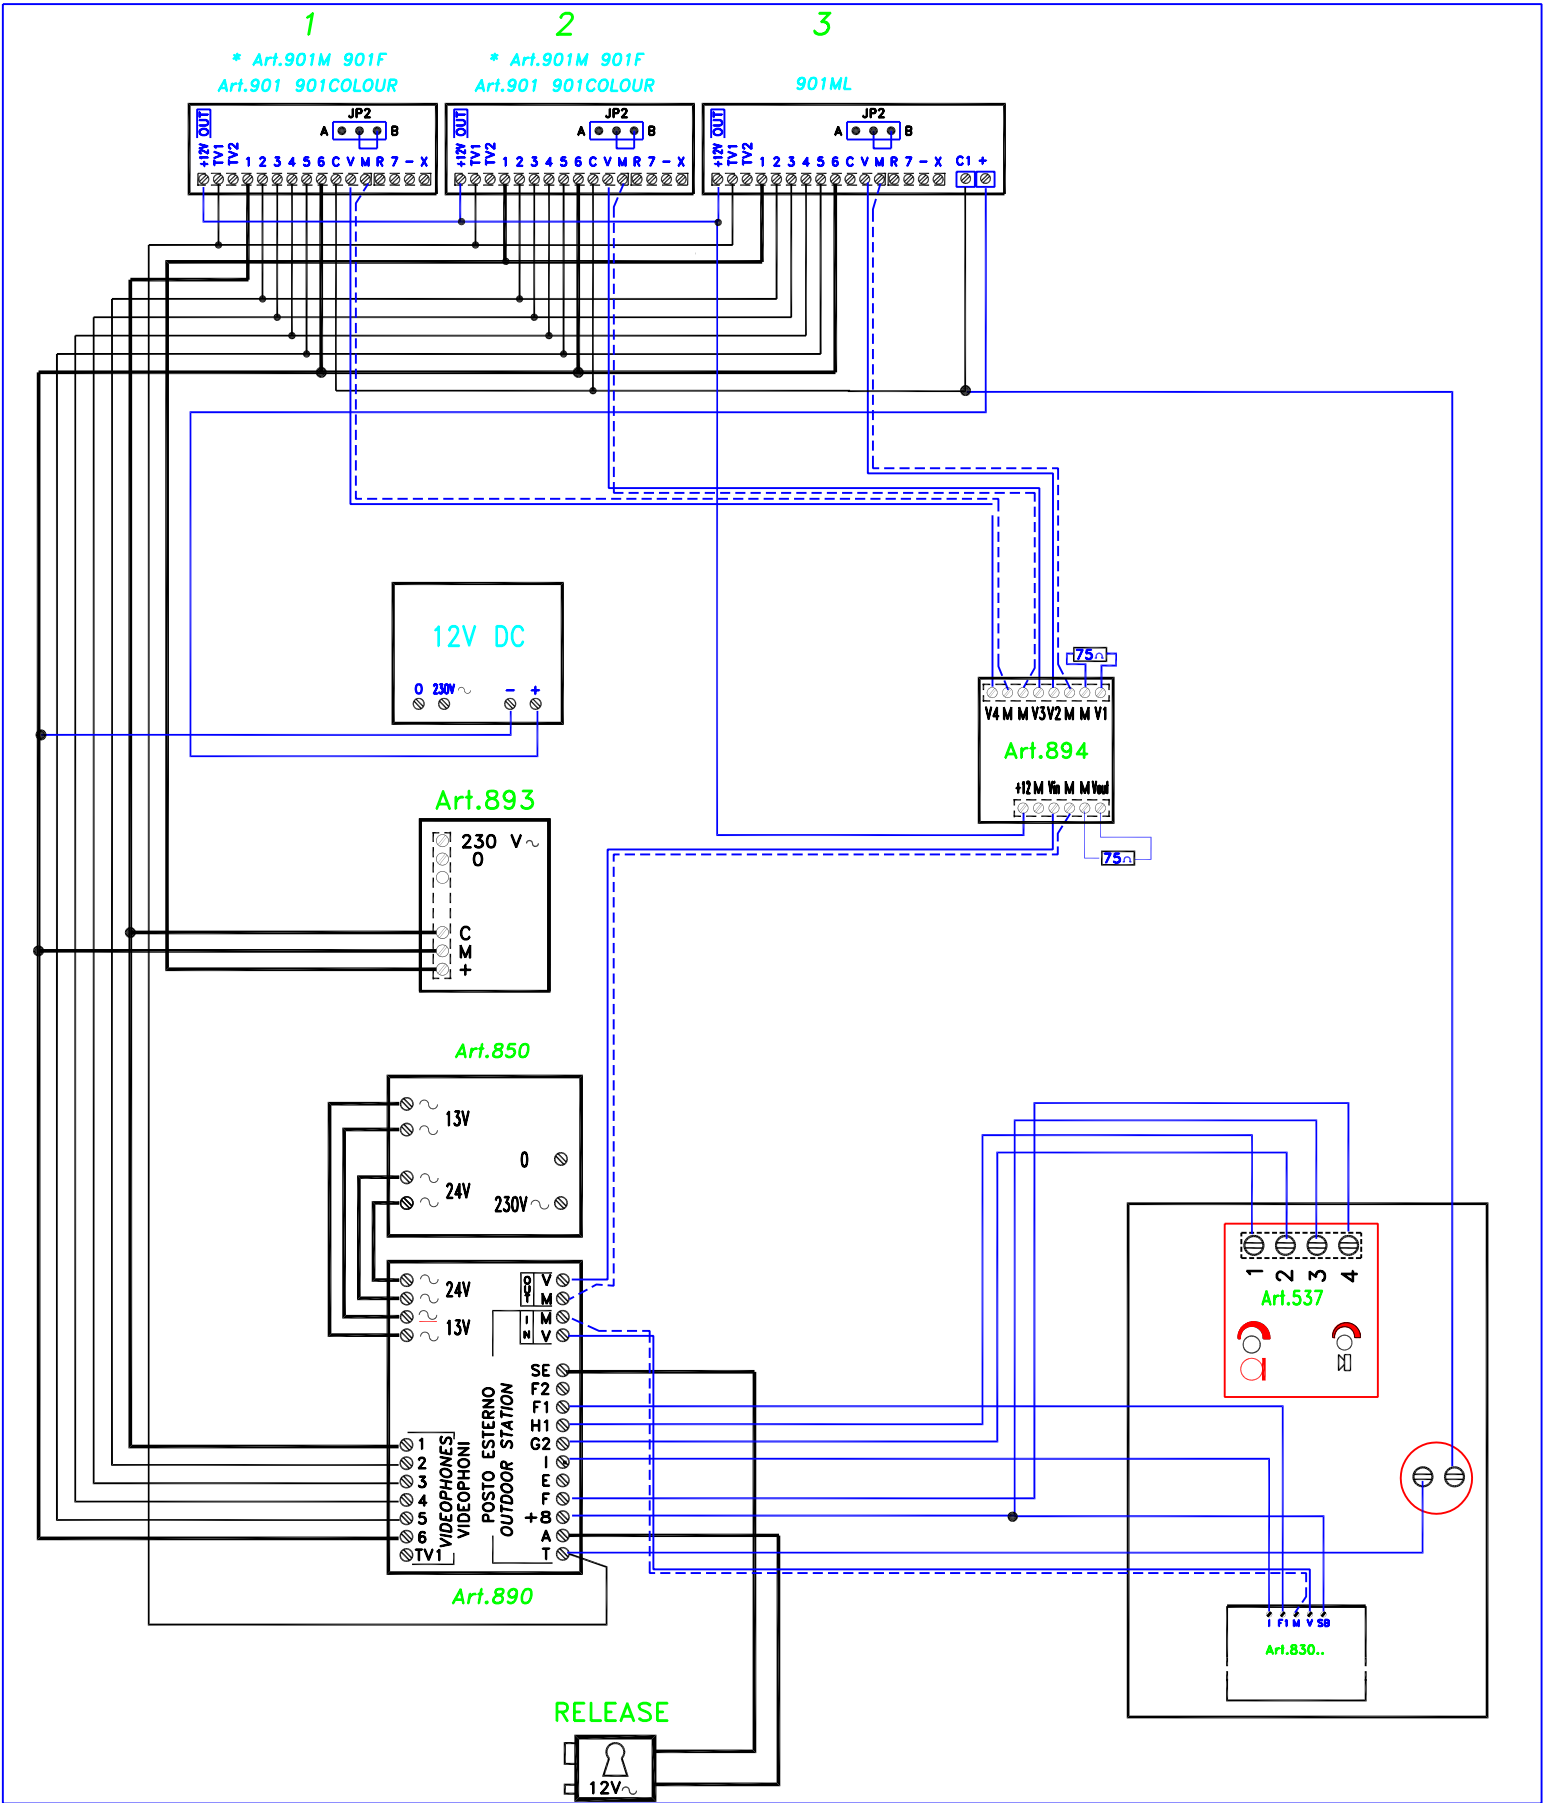 1 2 3
* Art.901M 901F * Art.901M 901F
Art.901 901COLOUR Art.901 901COLOUR 901ML
JP2 JP2 JP2
A B A B A B
OUT +12V TV1 TV2 1 2 3 4 5 6 C V M R 7 - X
OUT +12V TV1 TV2 1 2 3 4 5 6 C V M R 7 - X
OUT +12V TV1 TV2 1 2 3 4 5 6 C V M R 7 - X C1 +
12V DC
0 230V ~ - +
75Ω
V4 M M V3 V2 M M V1
Art.894
+12 M Vin M M Vout
75Ω
Art.893
230 V~
0
C
M
+
Art.850
~ 13V
~
0
~ 24V
~ 230V ~
~ 24V
~
~ 13V
~
OUT V
M
IN M
V
SE
F2
F1
H1
G2
I
E
F
+8
A
T
POSTO ESTERNO
OUTDOOR STATION
VIDEOPHONES
VIDEOPHONI
1
2
3
4
5
6
TV1
Art.890
1 2 3 4
Art.537
I F1 M V SB
Art.830..
RELEASE
12V~